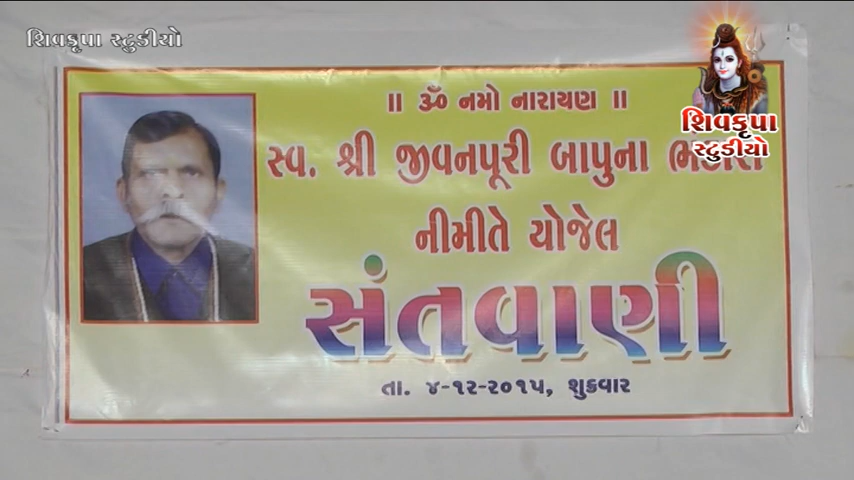 શિવકૃપા સ્ટુડીયો
શિવકૃપા
સ્ટુડીયો
॥ ૐ નમો નારાયણ ॥
સ્વ. શ્રી જીવનપૂરી બાપુના
નીમીતે યોજેલ
સંતવાણી
તા. ૪-૧૨-૨૦૧૫, શુક્રવાર